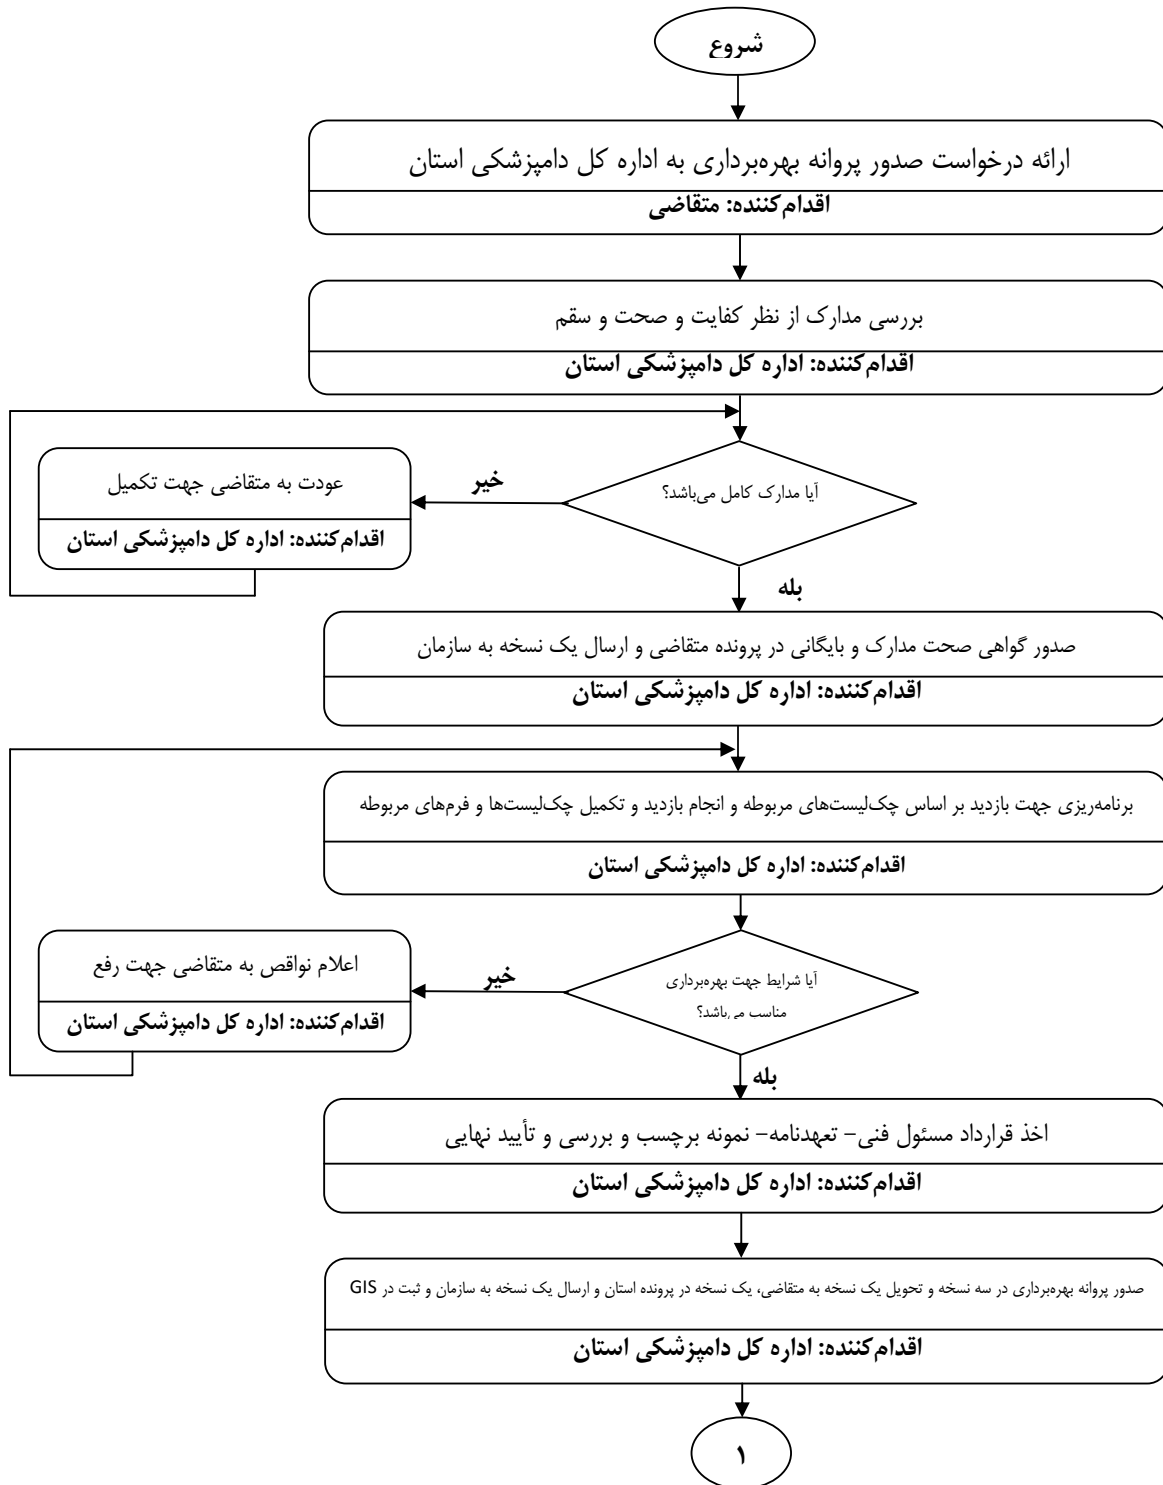 شروع
ارائه درخواست صدور پروانه بهره‌برداری به اداره کل دامپزشکی استان
اقدام‌کننده: متقاضی
بررسی مدارک از نظر کفایت و صحت و سقم
اقدام‌کننده: اداره کل دامپزشکی استان
آیا مدارک کامل می‌باشد؟
خیر
عودت به متقاضی جهت تکمیل
اقدام‌کننده: اداره کل دامپزشکی استان
بله
صدور گواهی صحت مدارک و بایگانی در پرونده متقاضی و ارسال یک نسخه به سازمان
اقدام‌کننده: اداره کل دامپزشکی استان
برنامه‌ریزی جهت بازدید بر اساس چک‌لیست‌های مربوطه و انجام بازدید و تکمیل چک‌لیست‌ها و فرم‌های مربوطه
اقدام‌کننده: اداره کل دامپزشکی استان
آیا شرایط جهت بهره‌برداری
مناسب می‌باشد؟
خیر
اعلام نواقص به متقاضی جهت رفع
اقدام‌کننده: اداره کل دامپزشکی استان
بله
اخذ قرارداد مسئول فنی– تعهدنامه– نمونه برچسب و بررسی و تأیید نهایی
اقدام‌کننده: اداره کل دامپزشکی استان
صدور پروانه بهره‌برداری در سه نسخه و تحویل یک نسخه به متقاضی، یک نسخه در پرونده استان و ارسال یک نسخه به سازمان و ثبت در GIS
اقدام‌کننده: اداره کل دامپزشکی استان
۱